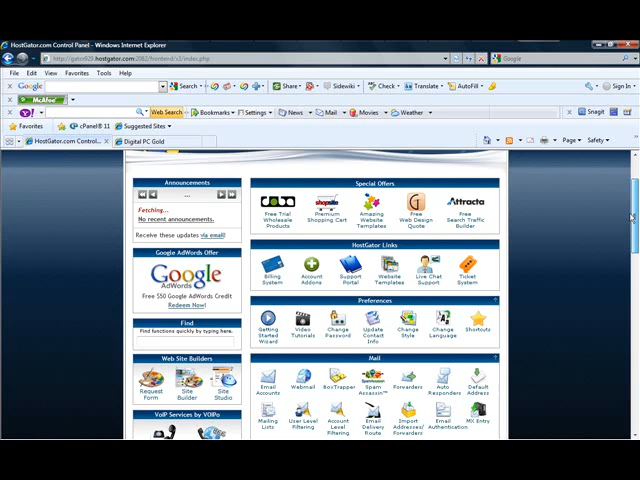 HostGator.com Control Panel - Windows Internet Explorer
http://gator929.hostgator.com:2082/frontend/x3/index.php
Google
File Edit View Favorites Tools Help
Google Search Share Sidewiki Check Translate AutoFill Sign In
McAfee
Y! Web Search Bookmarks Settings News Mail Movies Weather Snagit
Favorites cPanel® 11 Suggested Sites
HostGator.com Control... Digital PC Gold Page Safety
Announcements
...
Fetching...
No recent announcements.
Receive these updates via email!
Google AdWords Offer
Google
AdWords
Free $50 Google AdWords Credit
Redeem Now!
Find
Find functions quickly by typing here.
Web Site Builders
Request Form
Site Builder
Site Studio
VoIP Services by VOIPo
Special Offers
doba
shopsite
Attracta
Free Trial Wholesale Products
Premium Shopping Cart
Amazing Website Templates
Free Web Design Quote
Free Search Traffic Builder
HostGator Links
Billing System
Account Addons
Support Portal
Website Templates
Live Chat Support
Ticket System
Preferences
Getting Started Wizard
Video Tutorials
Change Password
Update Contact Info
Change Style
Change Language
Shortcuts
Mail
Email Accounts
Webmail
BoxTrapper
Spam Assassin™
Forwarders
Auto Responders
Default Address
Mailing Lists
User Level Filtering
Account Level Filtering
Email Delivery Route
Import Addresses/ Forwarders
Email Authentication
MX Entry